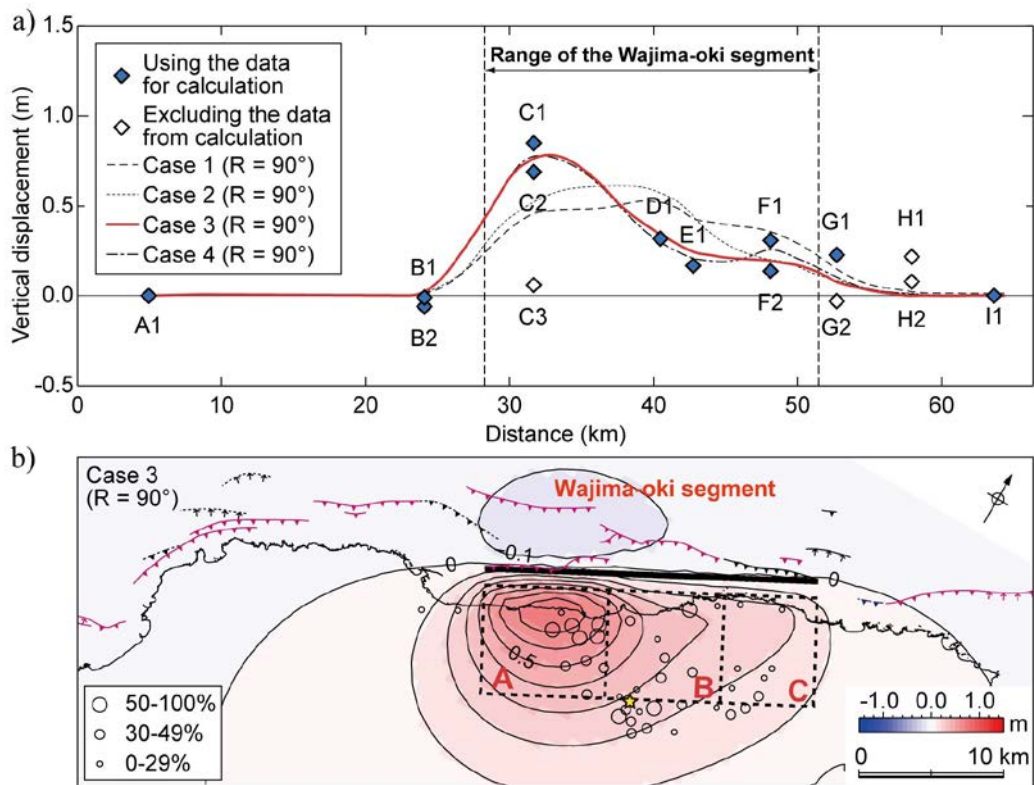 a)
1.5
1.0
0.5
0.0
-0.5
Vertical displacement (m)
Using the data
for calculation
Excluding the data
from calculation
Case 1 (R = 90°)
Case 2 (R = 90°)
Case 3 (R = 90°)
Case 4 (R = 90°)
Range of the Wajima-oki segment
A1
B1
B2
C1
C2
C3
D1
E1
F1
F2
G1
G2
H1
H2
I1
0
10
20
30
40
50
60
Distance (km)
b)
Case 3
(R = 90°)
Wajima-oki segment
0
-0.1
0
0.5
A
B
C
50-100%
30-49%
0-29%
-1.0 0.0 1.0
m
0 10 km